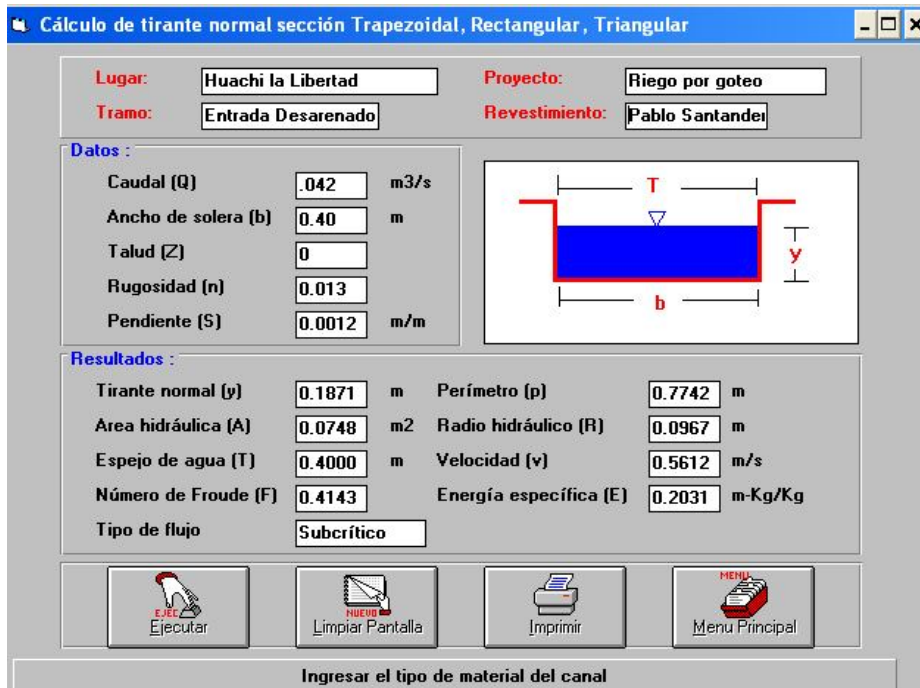 Cálculo de tirante normal sección Trapezoidal, Rectangular, Triangular
Lugar: Huachi la Libertad Proyecto: Riego por goteo
Tramo: Entrada Desarenado Revestimiento: Pablo Santander
Datos :
Caudal (Q) .042 m3/s
Ancho de solera (b) 0.40 m
Talud (Z) 0
Rugosidad (n) 0.013
Pendiente (S) 0.0012 m/m
T
y
b
Resultados :
Tirante normal (y) 0.1871 m Perímetro (p) 0.7742 m
Area hidráulica (A) 0.0748 m2 Radio hidráulico (R) 0.0967 m
Espejo de agua (T) 0.4000 m Velocidad (v) 0.5612 m/s
Número de Froude (F) 0.4143 Energía específica (E) 0.2031 m-Kg/Kg
Tipo de flujo Subcrítico
EJEC NUEVO MENU
Ejecutar Limpiar Pantalla Imprimir Menu Principal
Ingresar el tipo de material del canal